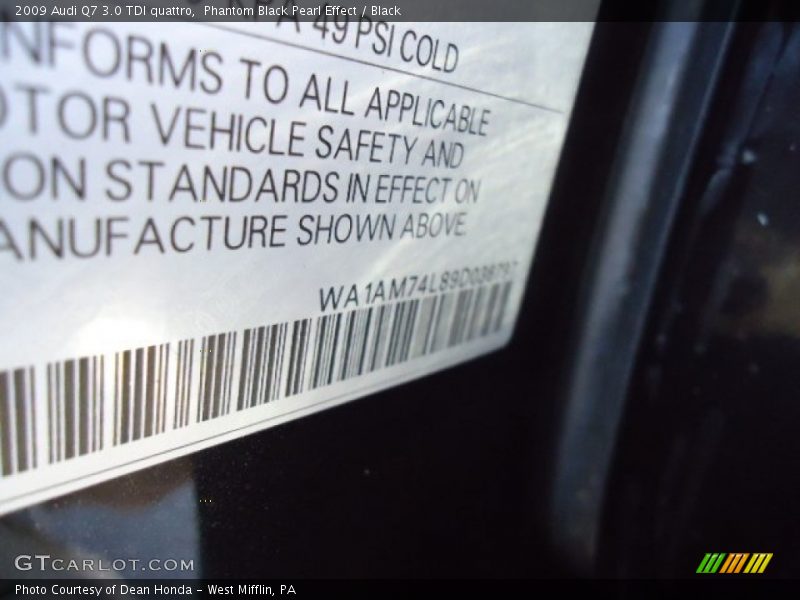 2009 Audi Q7 3.0 TDI quattro, Phantom Black Pearl Effect / Black
KPA 49 PSI COLD
NFORMS TO ALL APPLICABLE
OTOR VEHICLE SAFETY AND
ON STANDARDS IN EFFECT ON
ANUFACTURE SHOWN ABOVE
GTCARLOT.COM
Photo Courtesy of Dean Honda - West Mifflin, PA